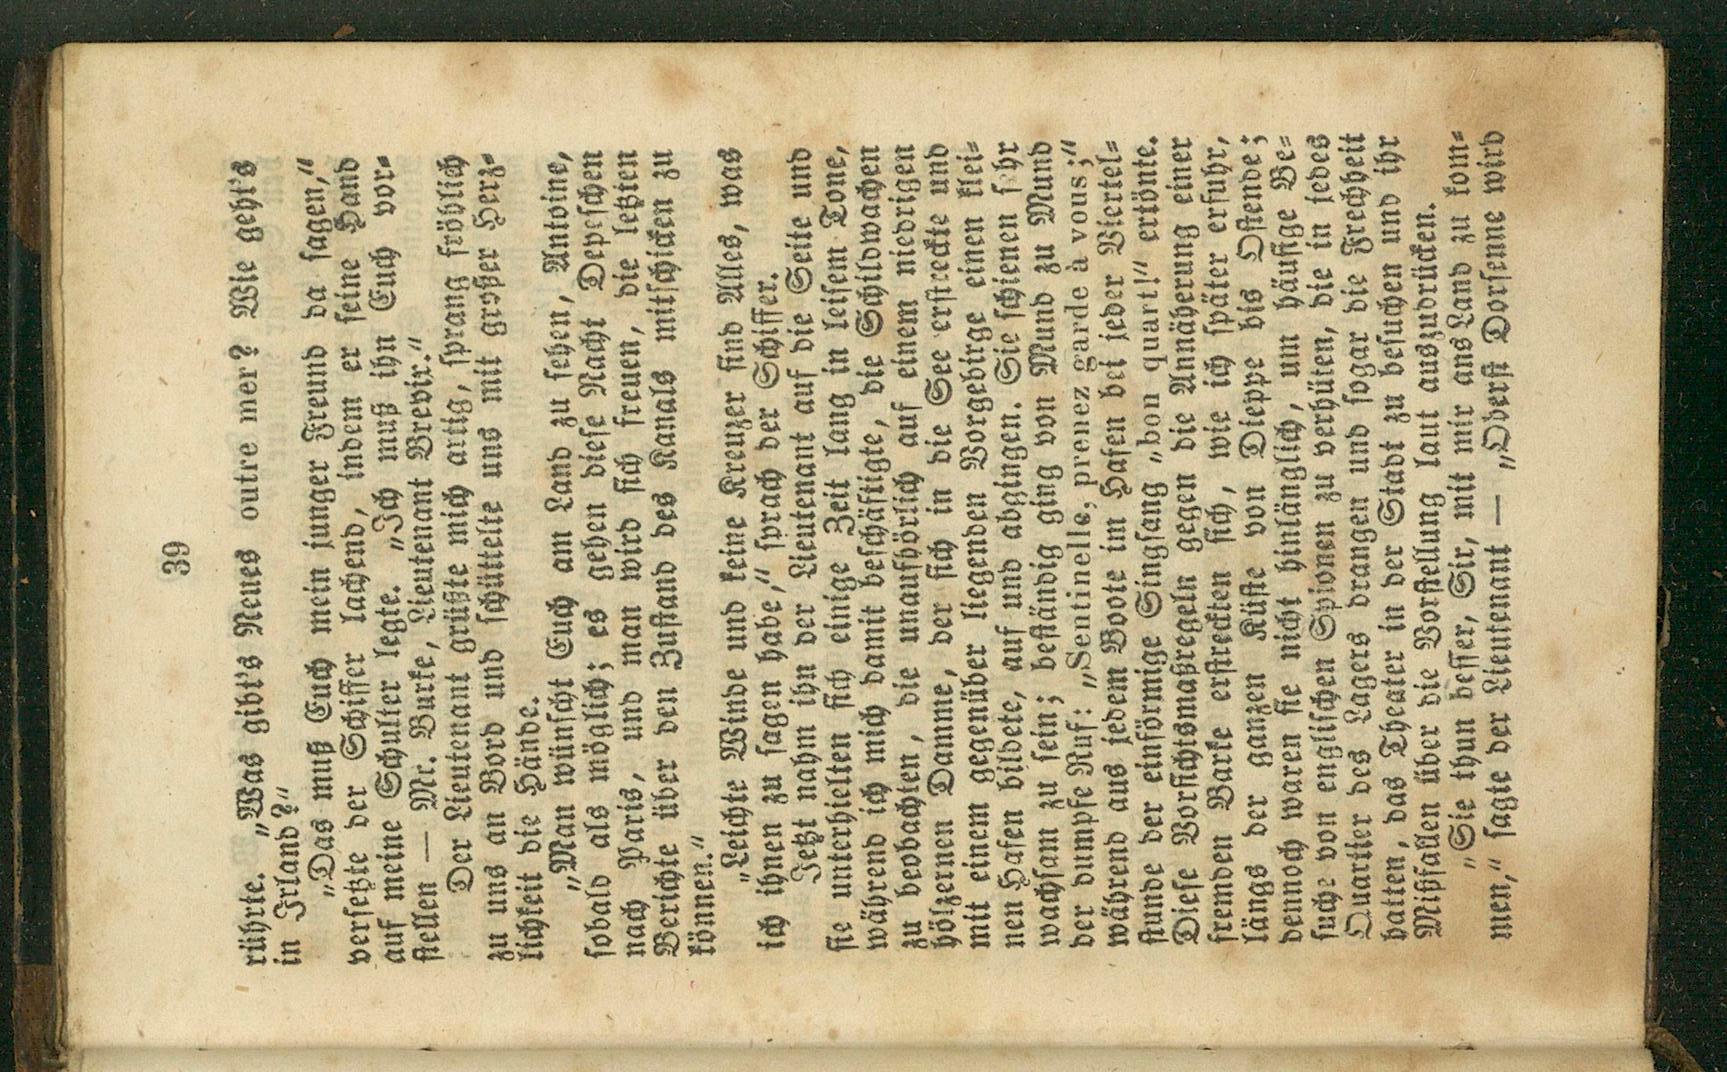 39
rührte. „Was gibt's Neues outre mer? Wie geht's
in Irland?“
„Das muß Euch mein junger Freund da sagen,“
versetzte der Schiffer lachend, indem er seine Hand
auf meine Schulter legte. „Ich muß ihn Euch vor-
stellen — Mr. Burke, Lieutenant Brevix.“
Der Lieutenant grüßte mich artig, sprang fröhlich
zu uns an Bord und schüttelte uns mit großer Herz-
lichkeit die Hände.
„Man wünscht Euch am Land zu sehen, Antoine,
sobald als möglich; es gehen diese Nacht Depeschen
nach Paris, und man wird sich freuen, die letzten
Berichte über den Zustand des Kanals mitschicken zu
können.“
„Leichte Winde und keine Kreuzer sind Alles, was
ich ihnen zu sagen habe,“ sprach der Schiffer.
Jetzt nahm ihn der Lieutenant auf die Seite und
sie unterhielten sich einige Zeit lang in leisem Tone,
während ich mich damit beschäftigte, die Schildwachen
zu beobachten, die unaufhörlich auf einem niedrigen
hölzernen Damme, der sich in die See erstreckte und
mit einem gegenüber liegenden Vorgebirge einen klei-
nen Hafen bildete, auf und abgingen. Sie schienen sehr
wachsam zu sein; beständig ging von Mund zu Mund
der dumpfe Ruf: „Sentinelle, prenez garde à vous;“
während aus jedem Boote im Hafen bei jeder Viertel-
stunde der einförmige Singsang „bon quart!“ ertönte.
Diese Vorsichtsmaßregeln gegen die Annäherung einer
fremden Barke erstreckten sich, wie ich später erfuhr,
längs der ganzen Küste von Dieppe bis Ostende;
dennoch waren sie nicht hinlänglich, um häufige Be-
suche von englischen Spionen zu verhüten, die in jedes
Quartier des Lagers drangen und sogar die Frechheit
hatten, das Theater in der Stadt zu besuchen und ihr
Mißfallen über die Vorstellung laut auszudrücken.
„Sie thun besser, Sir, mit mir ans Land zu kom-
men,“ sagte der Lieutenant — „Oberst Dorsenne wird